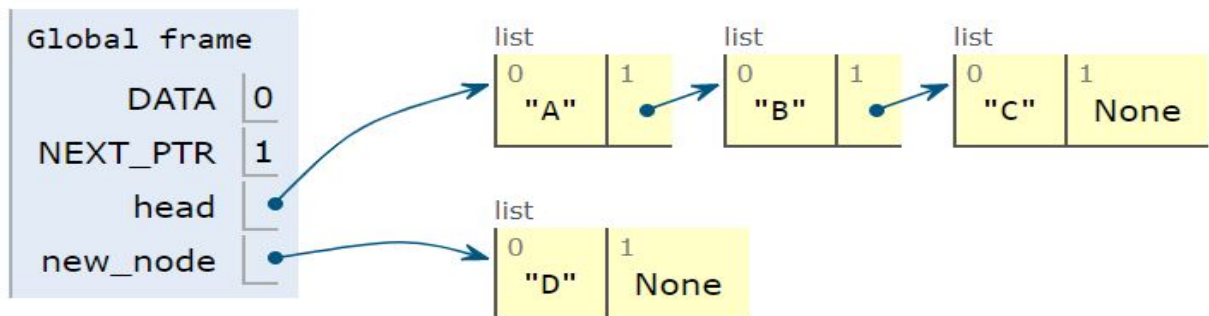 Global frame
DATA 0
NEXT_PTR 1
head
new_node
list list list
0 1 0 1 0 1
"A" "B" "C" None
list
0 1
"D" None